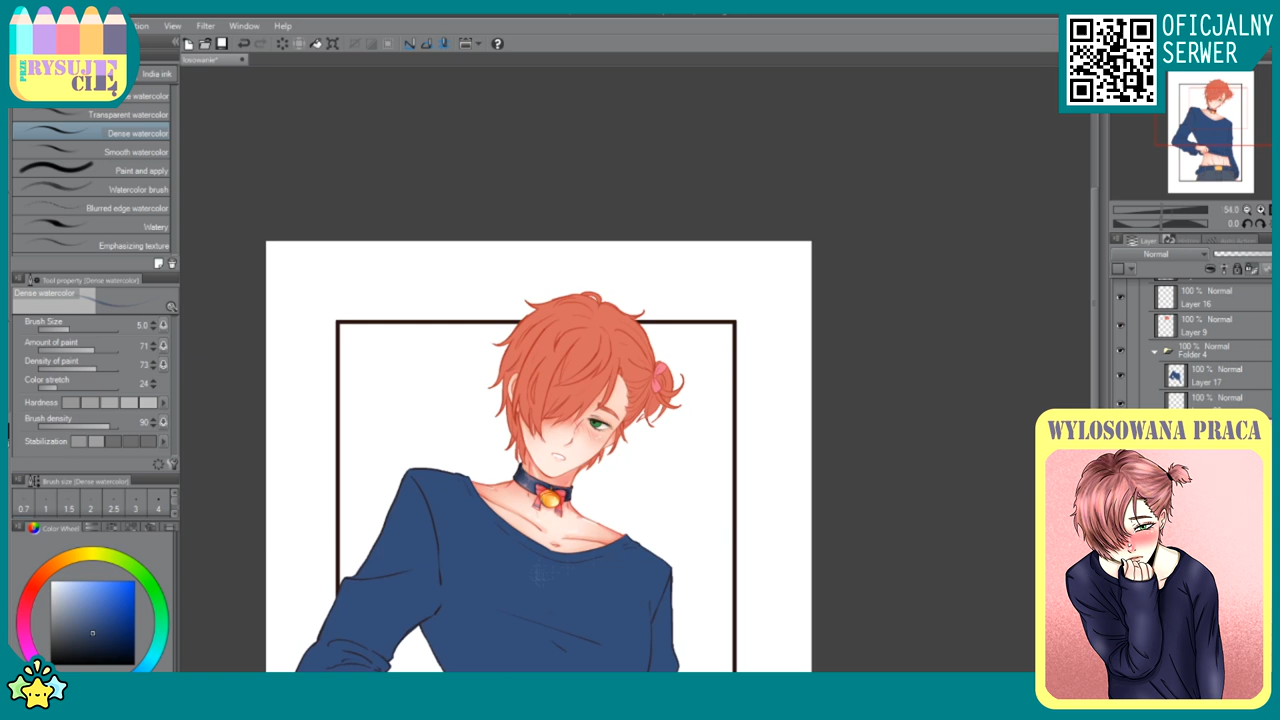 PRZE
RYSUJĘ
CIĘ
View Filter Window Help
OFICJALNY
SERWER
India ink
watercolor
Transparent watercolor
Dense watercolor
Smooth watercolor
Paint and apply
Watercolor brush
Blurred edge watercolor
Watery
Emphasizing texture
Tool property [Dense watercolor]
Dense watercolor
Brush Size 5.0
Amount of paint 71
Density of paint 73
Color stretch 24
Hardness
Brush density 90
Stabilization
Brush size [Dense watercolor]
0.7 1 1.5 2 2.5 3 4
Color Wheel
54.0
0.0
Layer
Normal
100 % Normal
Layer 16
100 % Normal
Layer 9
100 % Normal
Folder 4
100 % Normal
Layer 17
100 % Normal
WYLOSOWANA PRACA